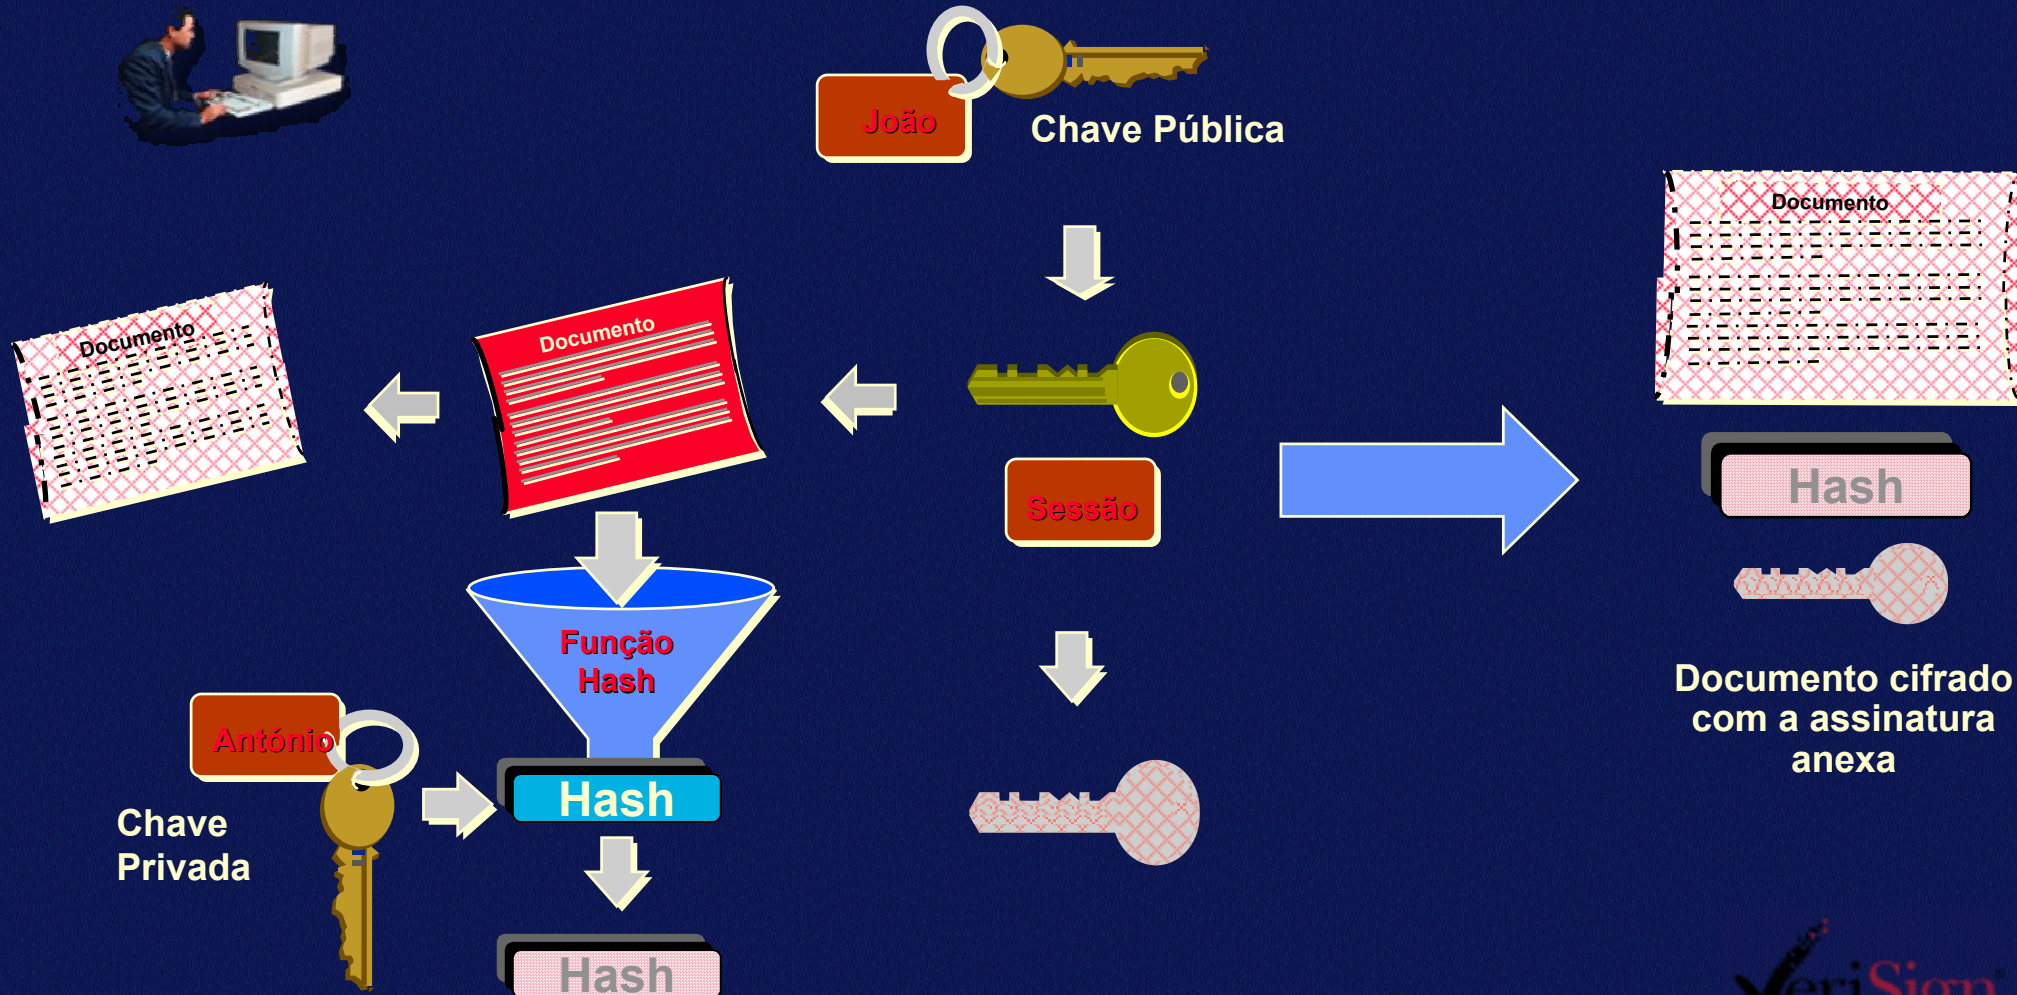 João
Chave Pública
Documento
Documento
Documento
Sessão
Hash
Função
Hash
Documento cifrado
com a assinatura
anexa
António
Chave
Privada
Hash
Hash
VeriSign